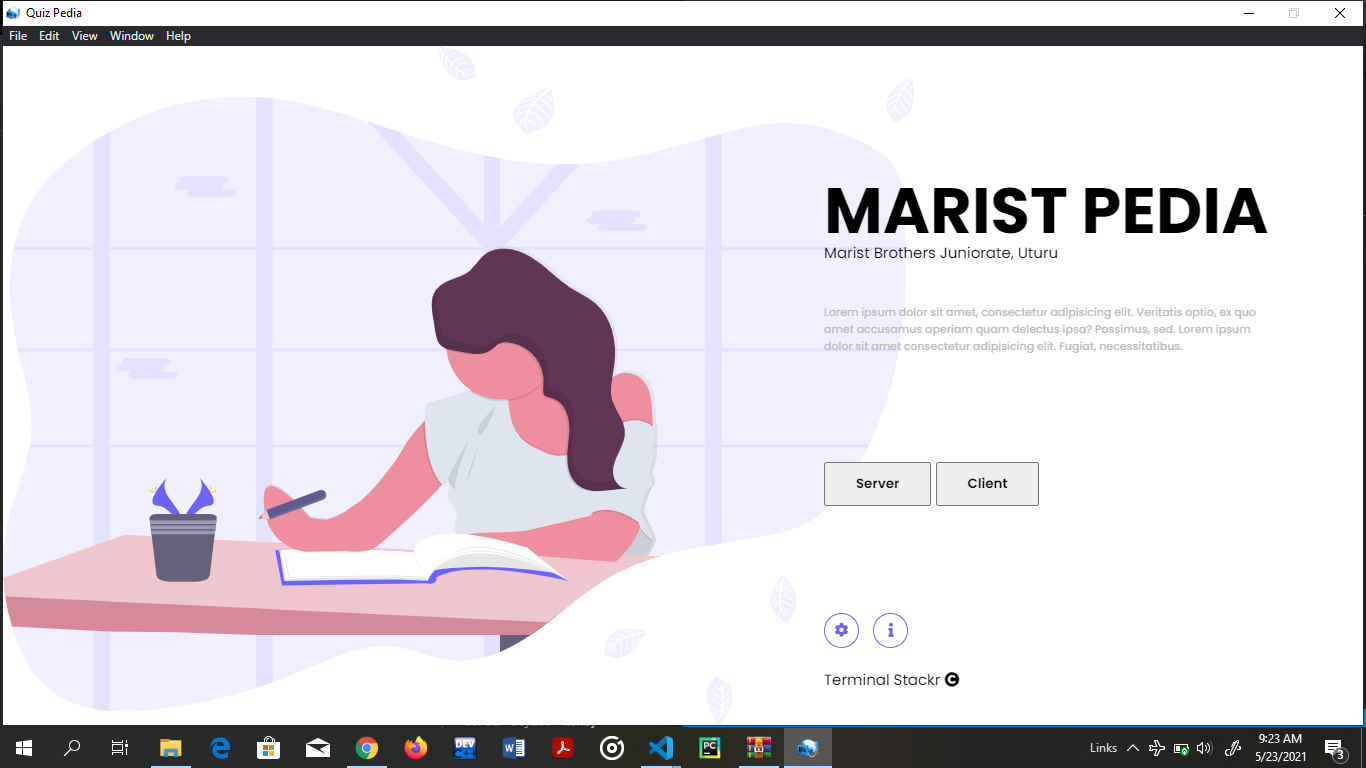 Quiz Pedia
File Edit View Window Help
MARIST PEDIA
Marist Brothers Juniorate, Uturu
Lorem ipsum dolor sit amet, consectetur adipisicing elit. Veritatis optio, ex quo
amet accusamus aperiam quam delectus ipsa? Possimus, sed. Lorem ipsum
dolor sit amet consectetur adipisicing elit. Fugiat, necessitatibus.
Server Client
Terminal Stackr
DEV
W
PC
Links
9:23 AM
5/23/2021
3